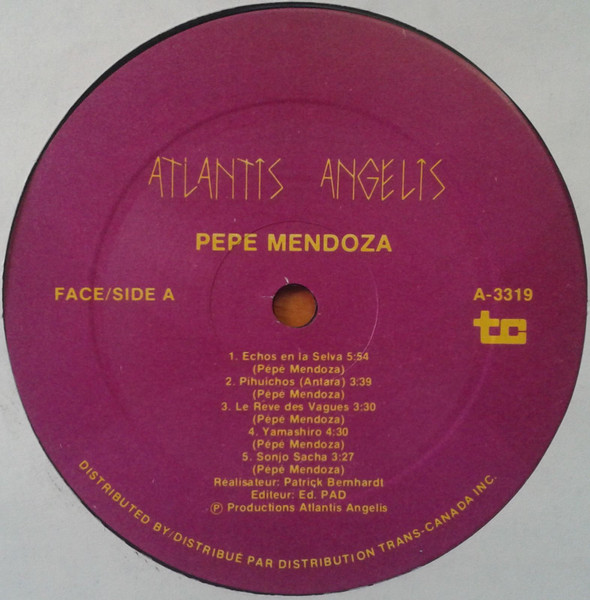 ATLANTIS ANGELIS
PEPE MENDOZA
FACE/SIDE A
A-3319
tc
1. Echos en la Selva 5:54
(Pépé Mendoza)
2. Pihuichos (Antara) 3:39
(Pépé Mendoza)
3. Le Reve des Vagues 3:30
(Pépé Mendoza)
4. Yamashiro 4:30
(Pépé Mendoza)
5. Sonjo Sacha 3:27
(Pépé Mendoza)
Réalisateur: Patrick Bernhardt
Editeur: Ed. PAD
Ⓟ Productions Atlantis Angelis
DISTRIBUTED BY/DISTRIBUÉ PAR DISTRIBUTION TRANS-CANADA INC.